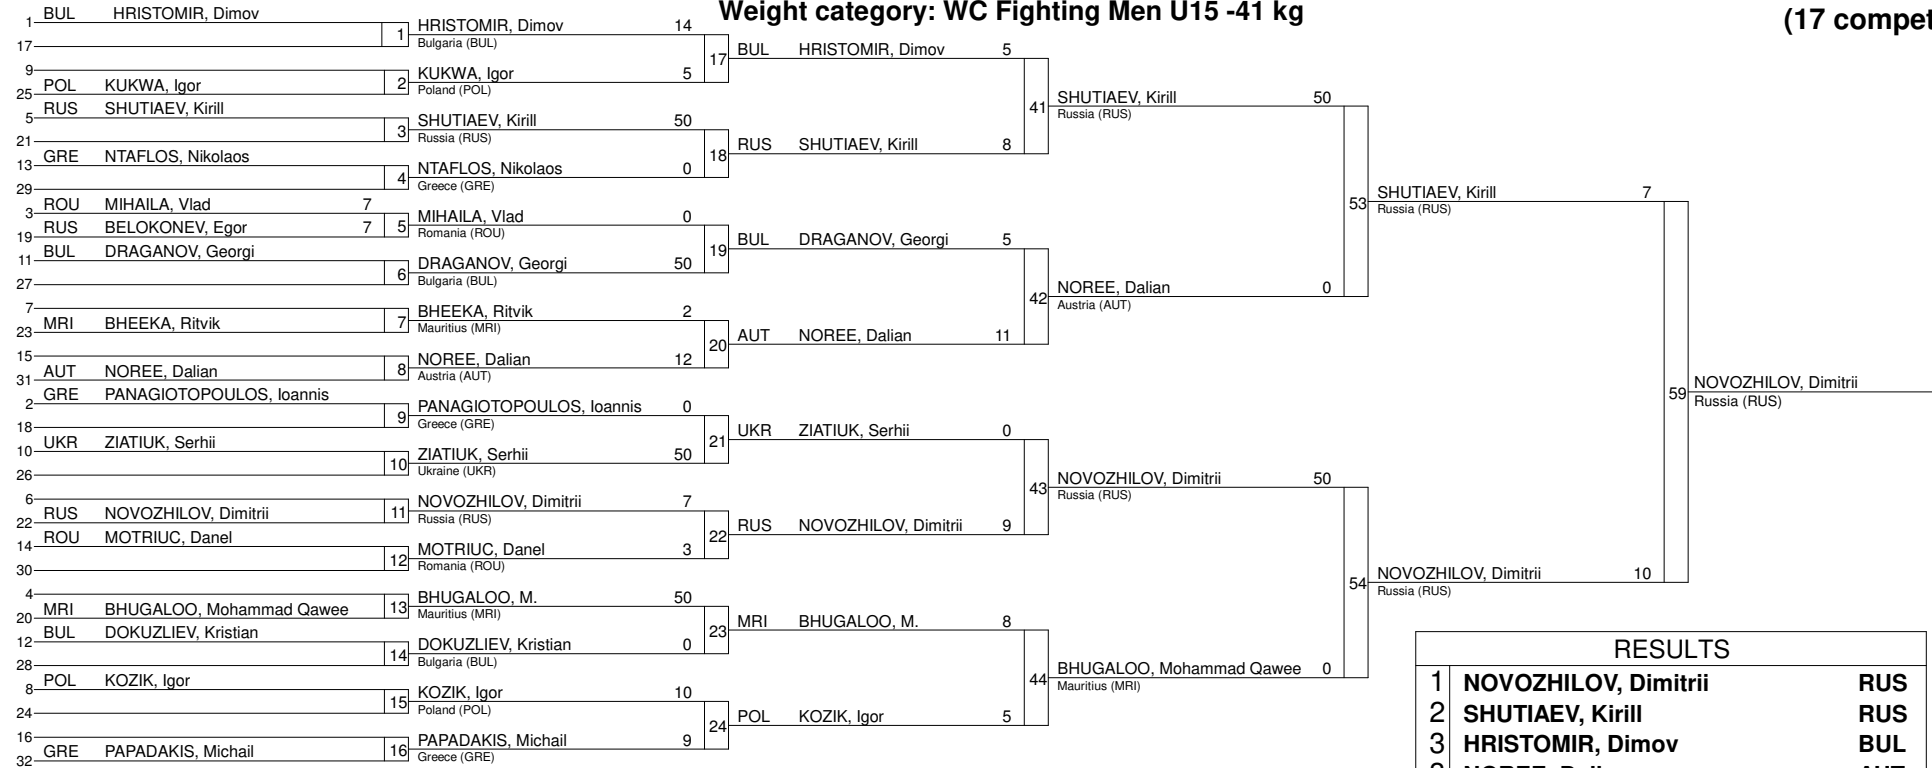 Weight category: WC Fighting Men U15 -41 kg
(17 compet
1 BUL HRISTOMIR, Dimov
17
9
25 POL KUKWA, Igor
5 RUS SHUTIAEV, Kirill
21
13 GRE NTAFLOS, Nikolaos
29
3 ROU MIHAILA, Vlad 7
19 RUS BELOKONEV, Egor 7
11 BUL DRAGANOV, Georgi
27
7
23 MRI BHEEKA, Ritvik
15
31 AUT NOREE, Dalian
2 GRE PANAGIOTOPOULOS, Ioannis
18
10 UKR ZIATIUK, Serhii
26
6
22 RUS NOVOZHILOV, Dimitrii
14 ROU MOTRIUC, Danel
30
4
20 MRI BHUGALOO, Mohammad Qawee
12 BUL DOKUZLIEV, Kristian
28
8 POL KOZIK, Igor
24
16
32 GRE PAPADAKIS, Michail
1 HRISTOMIR, Dimov 14
Bulgaria (BUL)
2 KUKWA, Igor 5
Poland (POL)
3 SHUTIAEV, Kirill 50
Russia (RUS)
4 NTAFLOS, Nikolaos 0
Greece (GRE)
5 MIHAILA, Vlad 0
Romania (ROU)
6 DRAGANOV, Georgi 50
Bulgaria (BUL)
7 BHEEKA, Ritvik 2
Mauritius (MRI)
8 NOREE, Dalian 12
Austria (AUT)
9 PANAGIOTOPOULOS, Ioannis 0
Greece (GRE)
10 ZIATIUK, Serhii 50
Ukraine (UKR)
11 NOVOZHILOV, Dimitrii 7
Russia (RUS)
12 MOTRIUC, Danel 3
Romania (ROU)
13 BHUGALOO, M. 50
Mauritius (MRI)
14 DOKUZLIEV, Kristian 0
Bulgaria (BUL)
15 KOZIK, Igor 10
Poland (POL)
16 PAPADAKIS, Michail 9
Greece (GRE)
17 BUL HRISTOMIR, Dimov 5
18 RUS SHUTIAEV, Kirill 8
19 BUL DRAGANOV, Georgi 5
20 AUT NOREE, Dalian 11
21 UKR ZIATIUK, Serhii 0
22 RUS NOVOZHILOV, Dimitrii 9
23 MRI BHUGALOO, M. 8
24 POL KOZIK, Igor 5
41 SHUTIAEV, Kirill 50
Russia (RUS)
42 NOREE, Dalian 0
Austria (AUT)
43 NOVOZHILOV, Dimitrii 50
Russia (RUS)
44 BHUGALOO, Mohammad Qawee 0
Mauritius (MRI)
53 SHUTIAEV, Kirill 7
Russia (RUS)
54 NOVOZHILOV, Dimitrii 10
Russia (RUS)
59 NOVOZHILOV, Dimitrii
Russia (RUS)
RESULTS
1 NOVOZHILOV, Dimitrii RUS
2 SHUTIAEV, Kirill RUS
3 HRISTOMIR, Dimov BUL